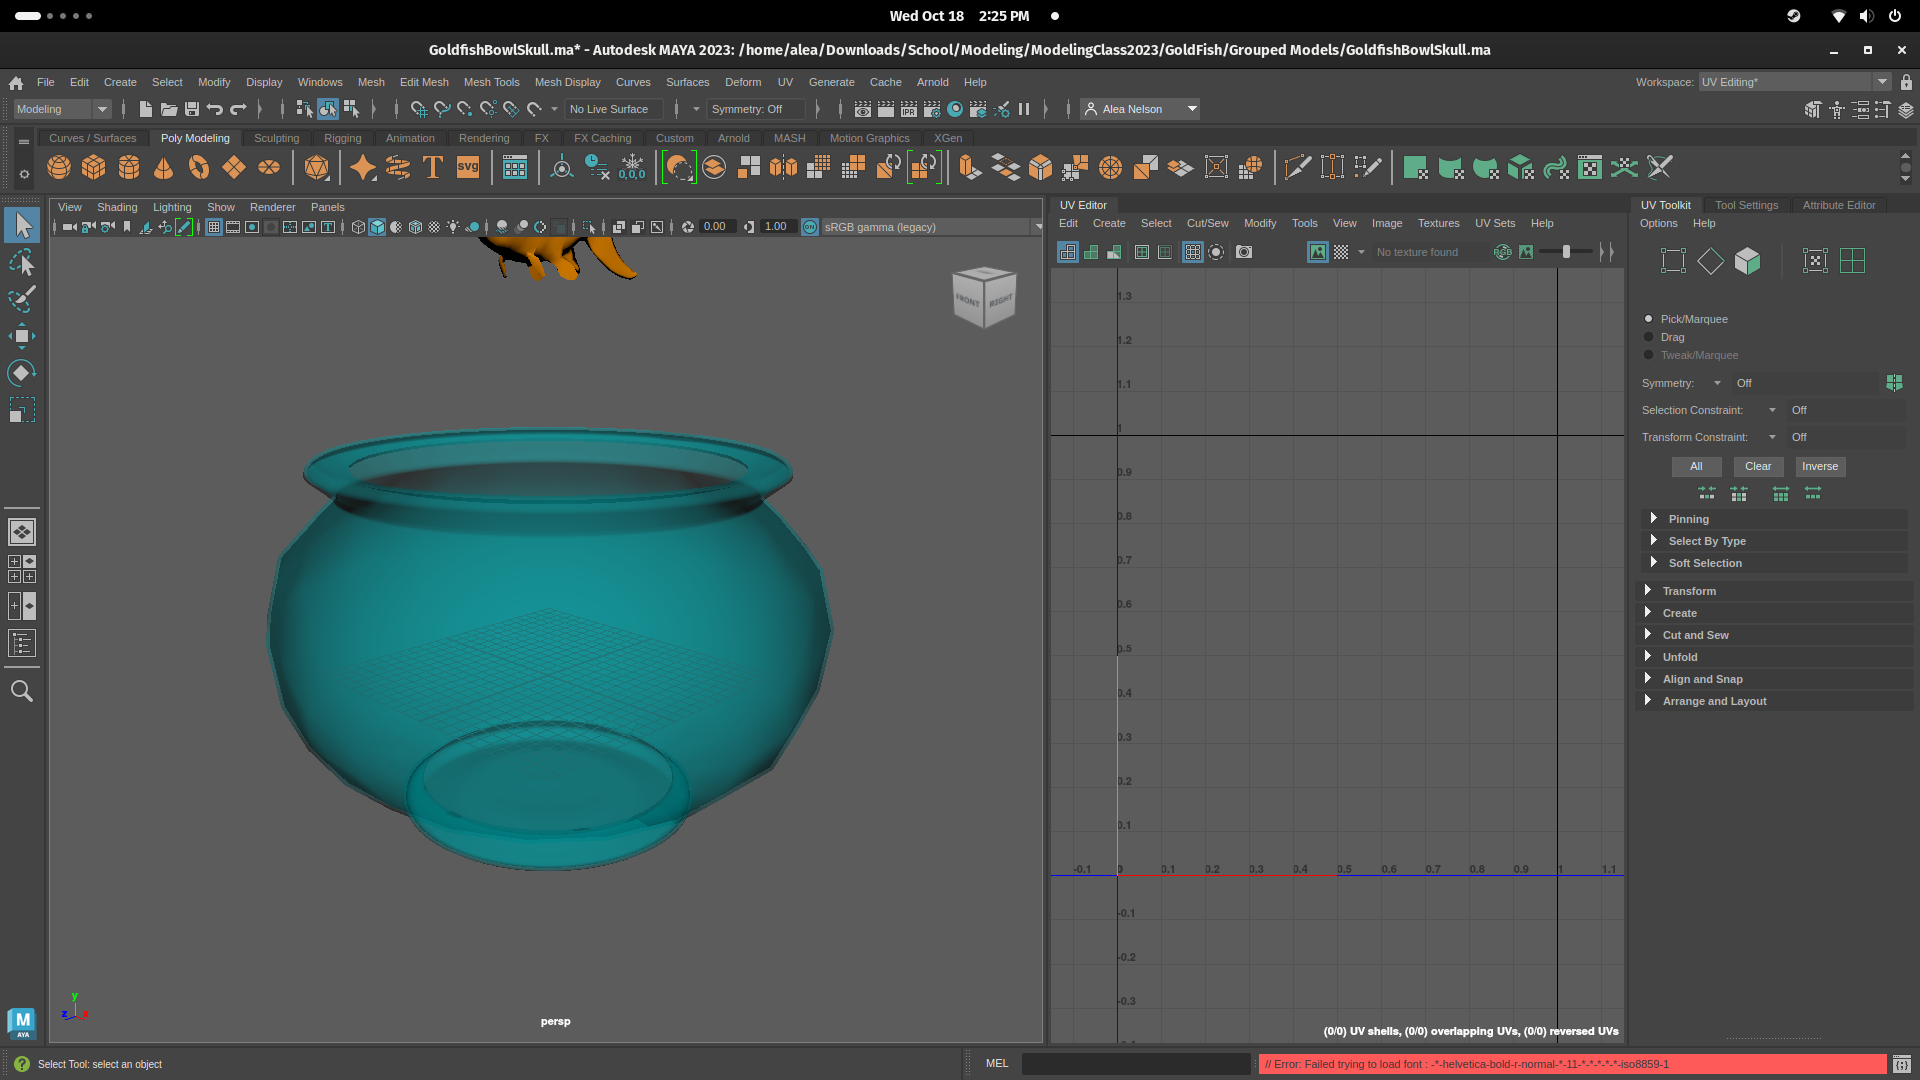 Wed Oct 18 2:25 PM
GoldfishBowlSkull.ma* - Autodesk MAYA 2023: /home/alea/Downloads/School/Modeling/ModelingClass2023/GoldFish/Grouped Models/GoldfishBowlSkull.ma
File Edit Create Select Modify Display Windows Mesh Edit Mesh Mesh Tools Mesh Display Curves Surfaces Deform UV Generate Cache Arnold Help
Workspace: UV Editing*
Modeling No Live Surface Symmetry: Off IPR Alea Nelson
Curves / Surfaces Poly Modeling Sculpting Rigging Animation Rendering FX FX Caching Custom Arnold MASH Motion Graphics XGen
T svg 0,0,0
View Shading Lighting Show Renderer Panels
0.00 1.00 ON sRGB gamma (legacy)
FRONT RIGHT
y
z x
persp
UV Editor
Edit Create Select Cut/Sew Modify Tools View Image Textures UV Sets Help
No texture found RGB
1.3
1.2
1.1
1
0.9
0.8
0.7
0.6
0.5
0.4
0.3
0.2
0.1
-0.1 0 0.1 0.2 0.3 0.4 0.5 0.6 0.7 0.8 0.9 1 1.1
-0.1
-0.2
-0.3
(0/0) UV shells, (0/0) overlapping UVs, (0/0) reversed UVs
UV Toolkit Tool Settings Attribute Editor
Options Help
Pick/Marquee
Drag
Tweak/Marquee
Symmetry: Off
Selection Constraint: Off
Transform Constraint: Off
All Clear Inverse
Pinning
Select By Type
Soft Selection
Transform
Create
Cut and Sew
Unfold
Align and Snap
Arrange and Layout
M
AYA
Select Tool: select an object
MEL
// Error: Failed trying to load font : -*-helvetica-bold-r-normal-*-11-*-*-*-*-*-iso8859-1